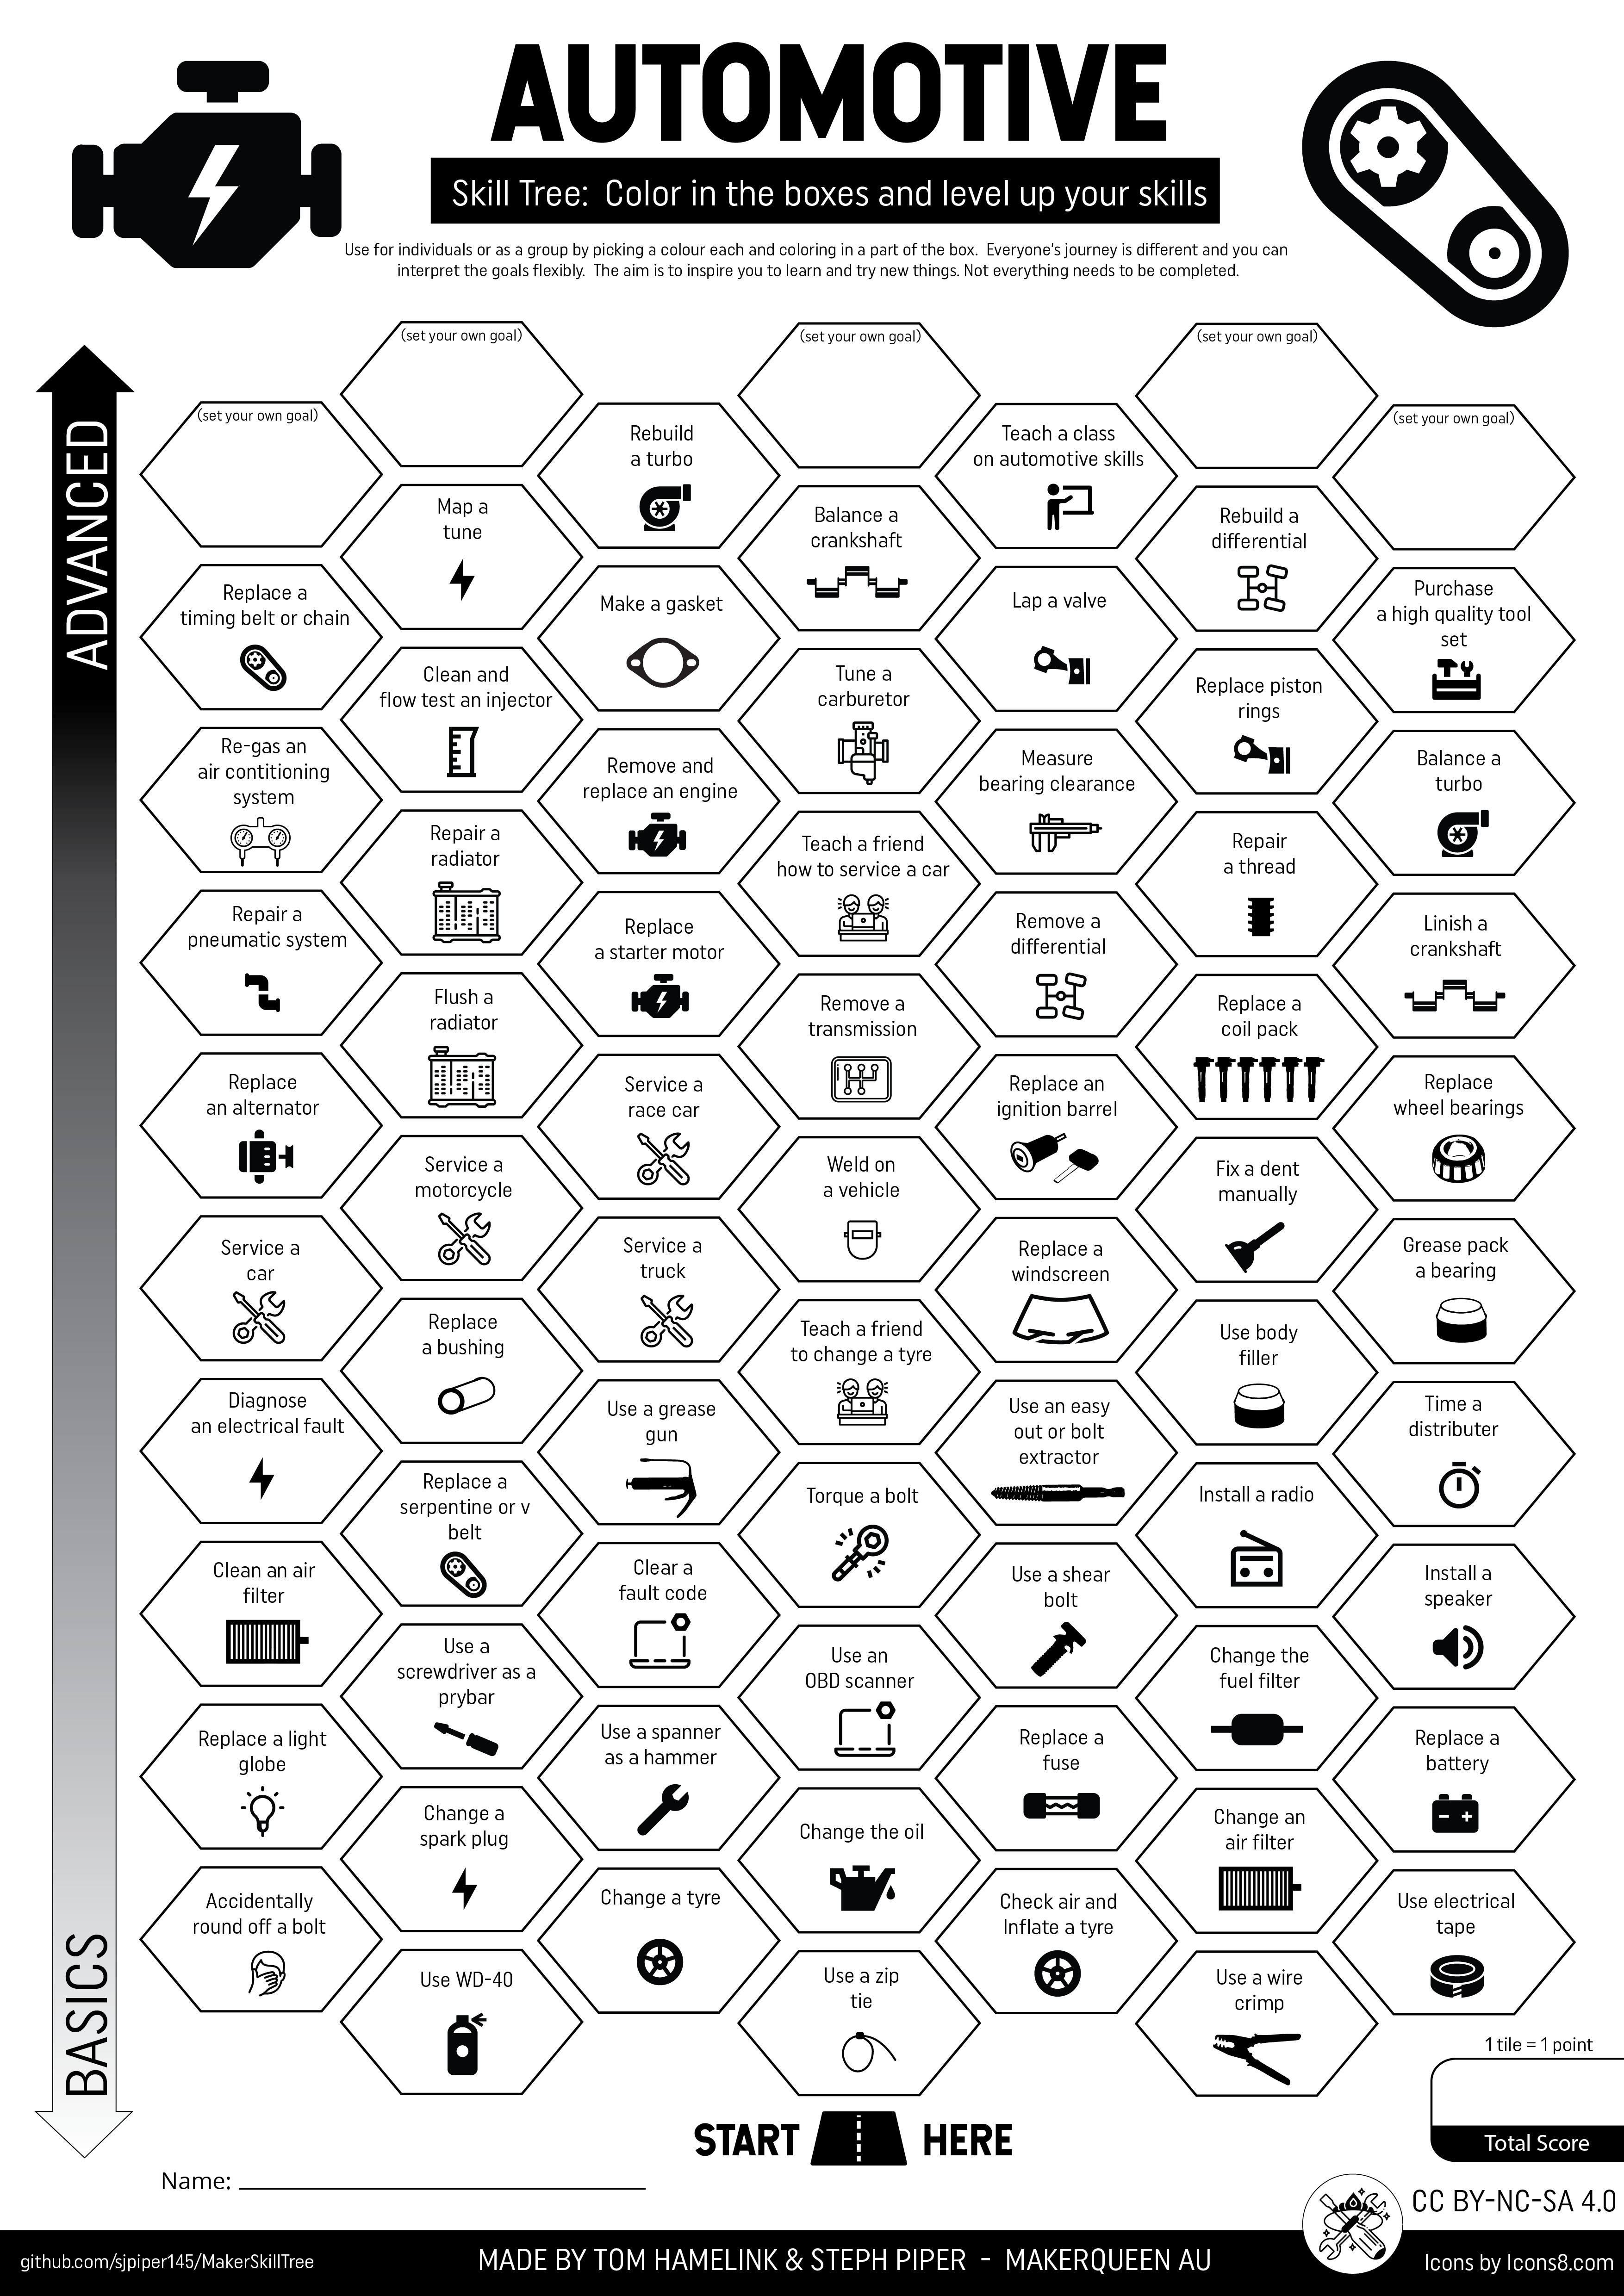 AUTOMOTIVE
Skill Tree:  Color in the boxes and level up your skills
Use for individuals or as a group by picking a colour each and coloring in a part of the box.  Everyone's journey is different and you can
interpret the goals flexibly.  The aim is to inspire you to learn and try new things. Not everything needs to be completed.
ADVANCED
BASICS
(set your own goal)
(set your own goal)
(set your own goal)
(set your own goal)
(set your own goal)
Rebuild
a turbo
Teach a class
on automotive skills
Map a
tune
Balance a
crankshaft
Rebuild a
differential
Replace a
timing belt or chain
Make a gasket
Lap a valve
Purchase
a high quality tool
set
Clean and
flow test an injector
Tune a
carburetor
Replace piston
rings
Re-gas an
air contitioning
system
Remove and
replace an engine
Measure
bearing clearance
Balance a
turbo
Repair a
radiator
Teach a friend
how to service a car
Repair
a thread
Repair a
pneumatic system
Replace
a starter motor
Remove a
differential
Linish a
crankshaft
Flush a
radiator
Remove a
transmission
Replace a
coil pack
Replace
an alternator
Service a
race car
Replace an
ignition barrel
Replace
wheel bearings
Service a
motorcycle
Weld on
a vehicle
Fix a dent
manually
Service a
car
Service a
truck
Replace a
windscreen
Grease pack
a bearing
Replace
a bushing
Teach a friend
to change a tyre
Use body
filler
Diagnose
an electrical fault
Use a grease
gun
Use an easy
out or bolt
extractor
Time a
distributer
Replace a
serpentine or v
belt
Torque a bolt
Install a radio
Clean an air
filter
Clear a
fault code
Use a shear
bolt
Install a
speaker
Use a
screwdriver as a
prybar
Use an
OBD scanner
Change the
fuel filter
Replace a light
globe
Use a spanner
as a hammer
Replace a
fuse
Replace a
battery
Change a
spark plug
Change the oil
Change an
air filter
Accidentally
round off a bolt
Change a tyre
Check air and
Inflate a tyre
Use electrical
tape
Use WD-40
Use a zip
tie
Use a wire
crimp
1 tile = 1 point
Total Score
START HERE
Name:
CC BY-NC-SA 4.0
github.com/sjpiper145/MakerSkillTree
MADE BY TOM HAMELINK & STEPH PIPER  -  MAKERQUEEN AU
Icons by Icons8.com